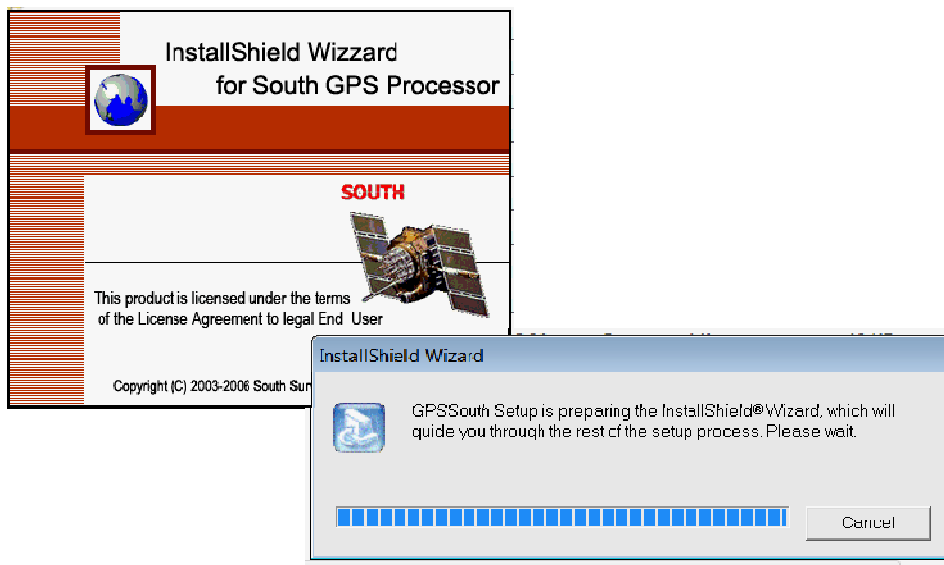 InstallShield Wizzard
for South GPS Processor
SOUTH
This product is licensed under the terms
of the License Agreement to legal End User
Copyright (C) 2003-2006 South
InstallShield Wizard
GPSSouth Setup is preparing the InstallShield® Wizard, which will
guide you through the rest of the setup process. Please wait.
Cancel